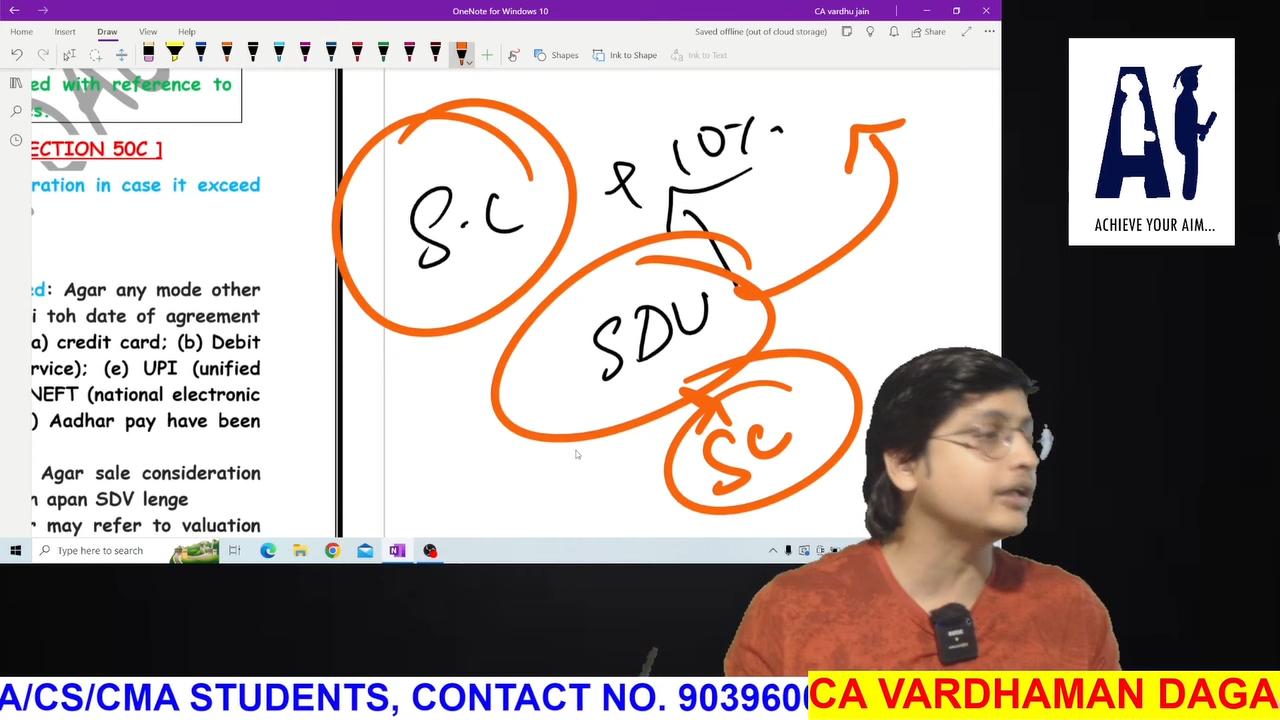 OneNote for Windows 10
CA vardhu jain
Home Insert Draw View Help
Saved offline (out of cloud storage)
Share
Shapes
Ink to Shape
Ink to Text
ed with reference to
s.
ECTION 50C ]
ration in case it exceed
ed: Agar any mode other
i toh date of agreement
a) credit card; (b) Debit
rvice); (e) UPI (unified
NEFT (national electronic
) Aadhar pay have been
Agar sale consideration
n apan SDV lenge
r may refer to valuation
S.C
+ 10%
SDV
SC
ACHIEVE YOUR AIM...
Type here to search
A/CS/CMA STUDENTS, CONTACT NO. 9039600
CA VARDHAMAN DAGA